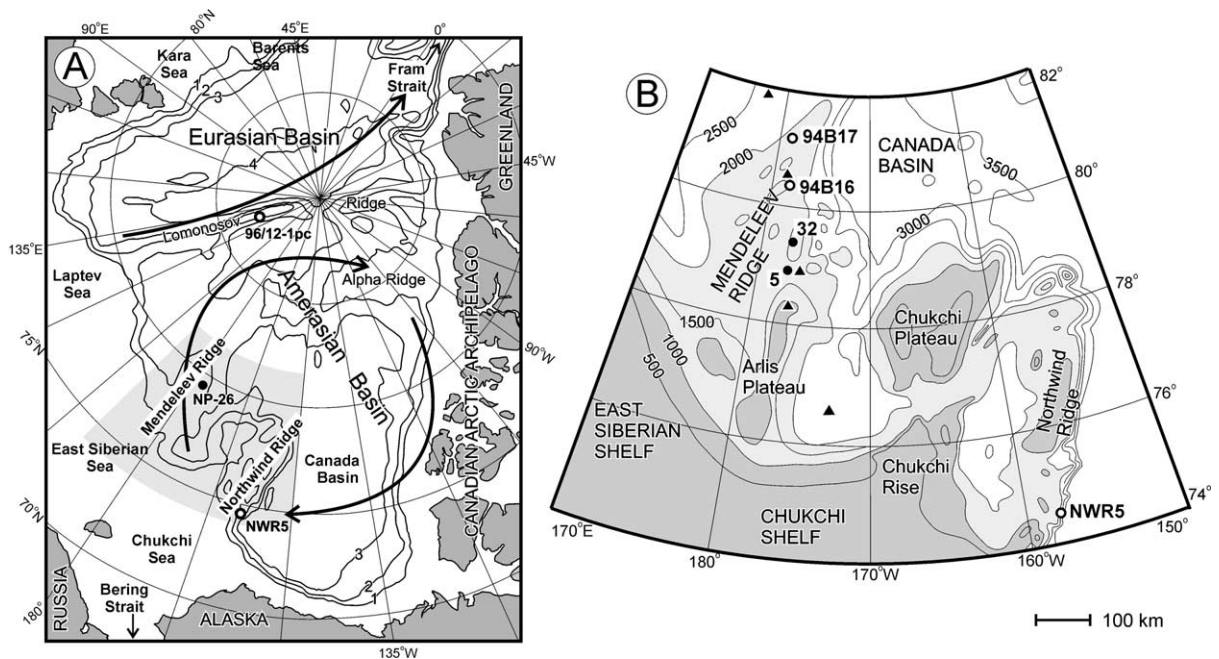 A
90°E
80°N
45°E
0°
Kara
Sea
Barents
Sea
1
2
3
Fram
Strait
Eurasian Basin
4
GREENLAND
45°W
Lomonosov
Ridge
96/12-1pc
135°E
Laptev
Sea
Alpha Ridge
Amerasian
Basin
75°N
Mendeleev Ridge
NP-26
90°W
CANADIAN ARCTIC ARCHIPELAGO
East Siberian
Sea
Northwind Ridge
Canada
Basin
70°N
NWR5
Chukchi
Sea
3
2
1
RUSSIA
Bering
Strait
180°
ALASKA
135°W
B
82°
2500
2000
94B17
CANADA
BASIN
3500
80°
94B16
MENDELEEV
RIDGE
32
3000
5
78°
1500
1000
500
Chukchi
Plateau
Arlis
Plateau
76°
Northwind
Ridge
EAST
SIBERIAN
SHELF
Chukchi
Rise
74°
NWR5
CHUKCHI
SHELF
170°E
180°
170°W
160°W
150°
100 km